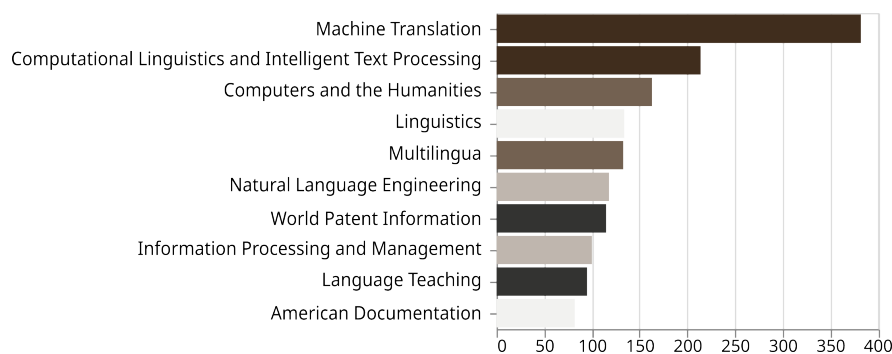 Machine Translation
Computational Linguistics and Intelligent Text Processing
Computers and the Humanities
Linguistics
Multilingua
Natural Language Engineering
World Patent Information
Information Processing and Management
Language Teaching
American Documentation
0 50 100 150 200 250 300 350 400